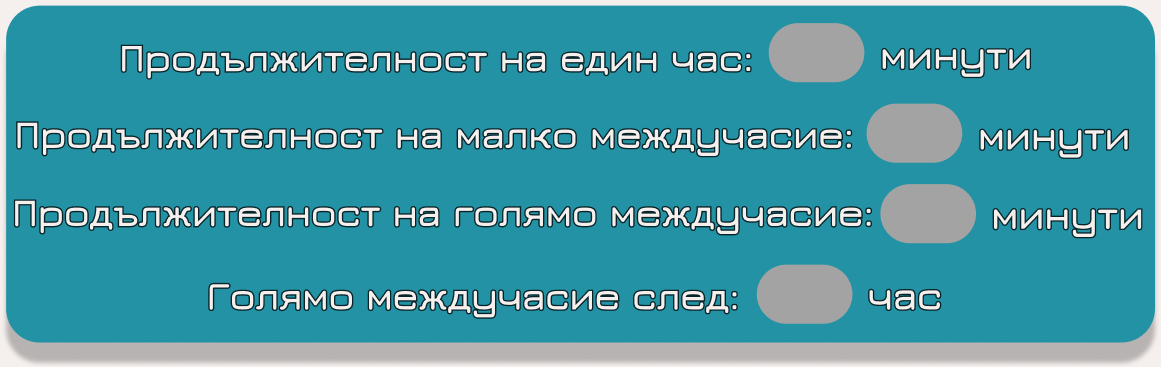 Продължителност на един час: минути
Продължителност на малко междучасие: минути
Продължителност на голямо междучасие: минути
Голямо междучасие след: час